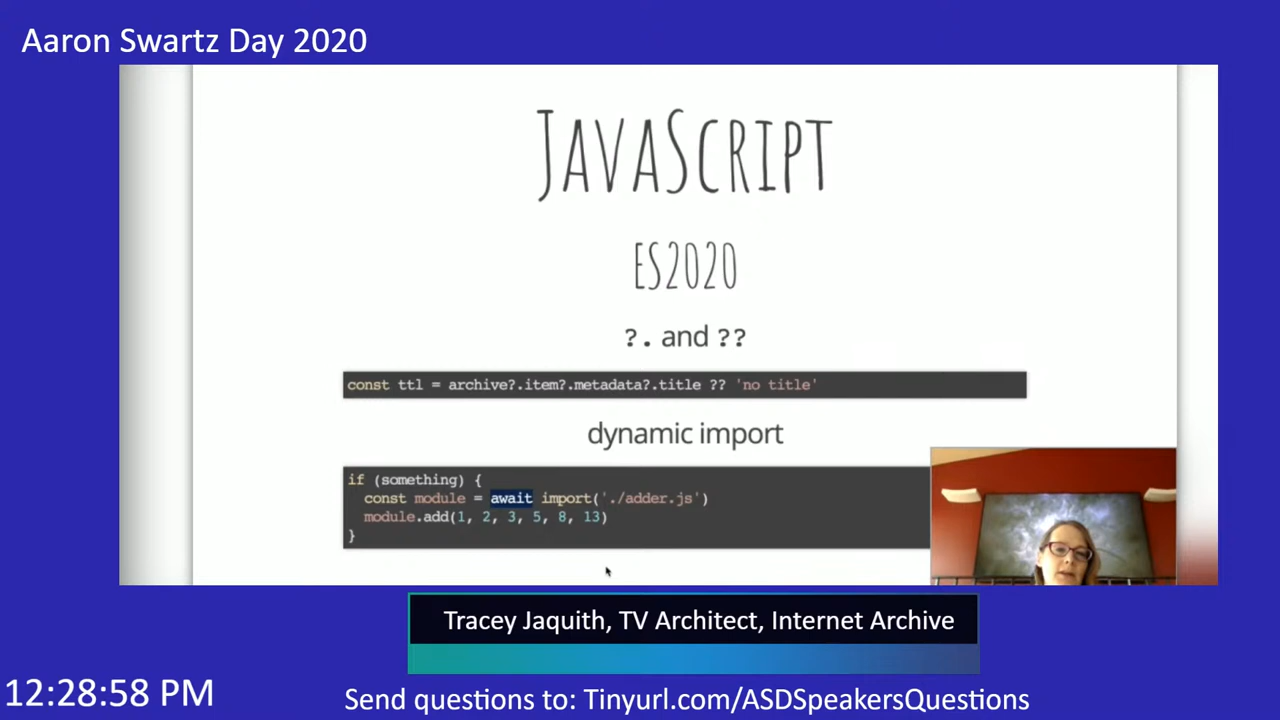 Aaron Swartz Day 2020
JavaScript
ES2020
?. and ??
const ttl = archive?.item?.metadata?.title ?? 'no title'
dynamic import
if (something) {
const module = await import('./adder.js')
module.add(1, 2, 3, 5, 8, 13)
}
Tracey Jaquith, TV Architect, Internet Archive
12:28:58 PM
Send questions to: Tinyurl.com/ASDSpeakersQuestions